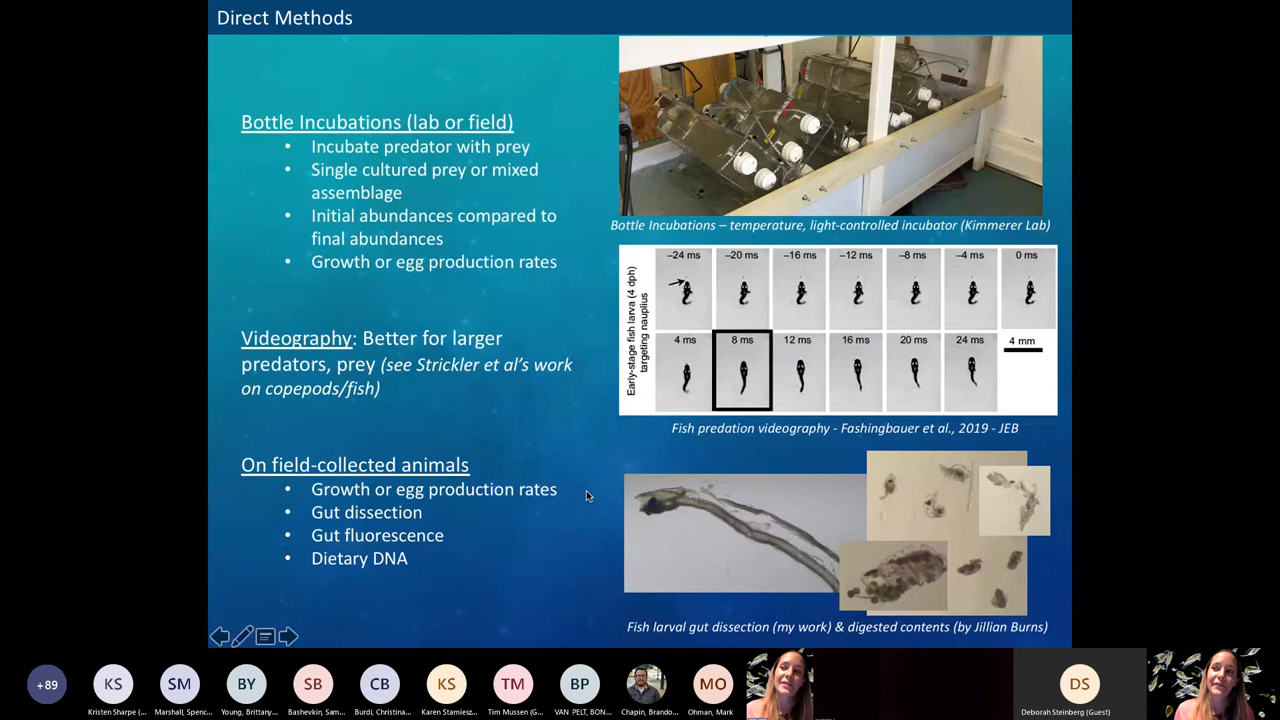 Direct Methods
Bottle Incubations (lab or field)
• Incubate predator with prey
• Single cultured prey or mixed
assemblage
• Initial abundances compared to
final abundances
• Growth or egg production rates
Videography: Better for larger
predators, prey (see Strickler et al’s work
on copepods/fish)
On field-collected animals
• Growth or egg production rates
• Gut dissection
• Gut fluorescence
• Dietary DNA
Bottle Incubations – temperature, light-controlled incubator (Kimmerer Lab)
Early-stage fish larva (4 dph)
targeting nauplius
–24 ms
–20 ms
–16 ms
–12 ms
–8 ms
–4 ms
0 ms
4 ms
8 ms
12 ms
16 ms
20 ms
24 ms
4 mm
Fish predation videography - Fashingbauer et al., 2019 - JEB
Fish larval gut dissection (my work) & digested contents (by Jillian Burns)
+89
KS
SM
BY
SB
CB
KS
TM
BP
MO
DS
Kristen Sharpe (...
Marshall, Spenc...
Young, Brittany...
Bashevkin, Sam...
Burdi, Christina...
Karen Stamiesz...
Tim Mussen (G...
VAN PELT, BON...
Chapin, Brando...
Ohman, Mark
Deborah Steinberg (Guest)